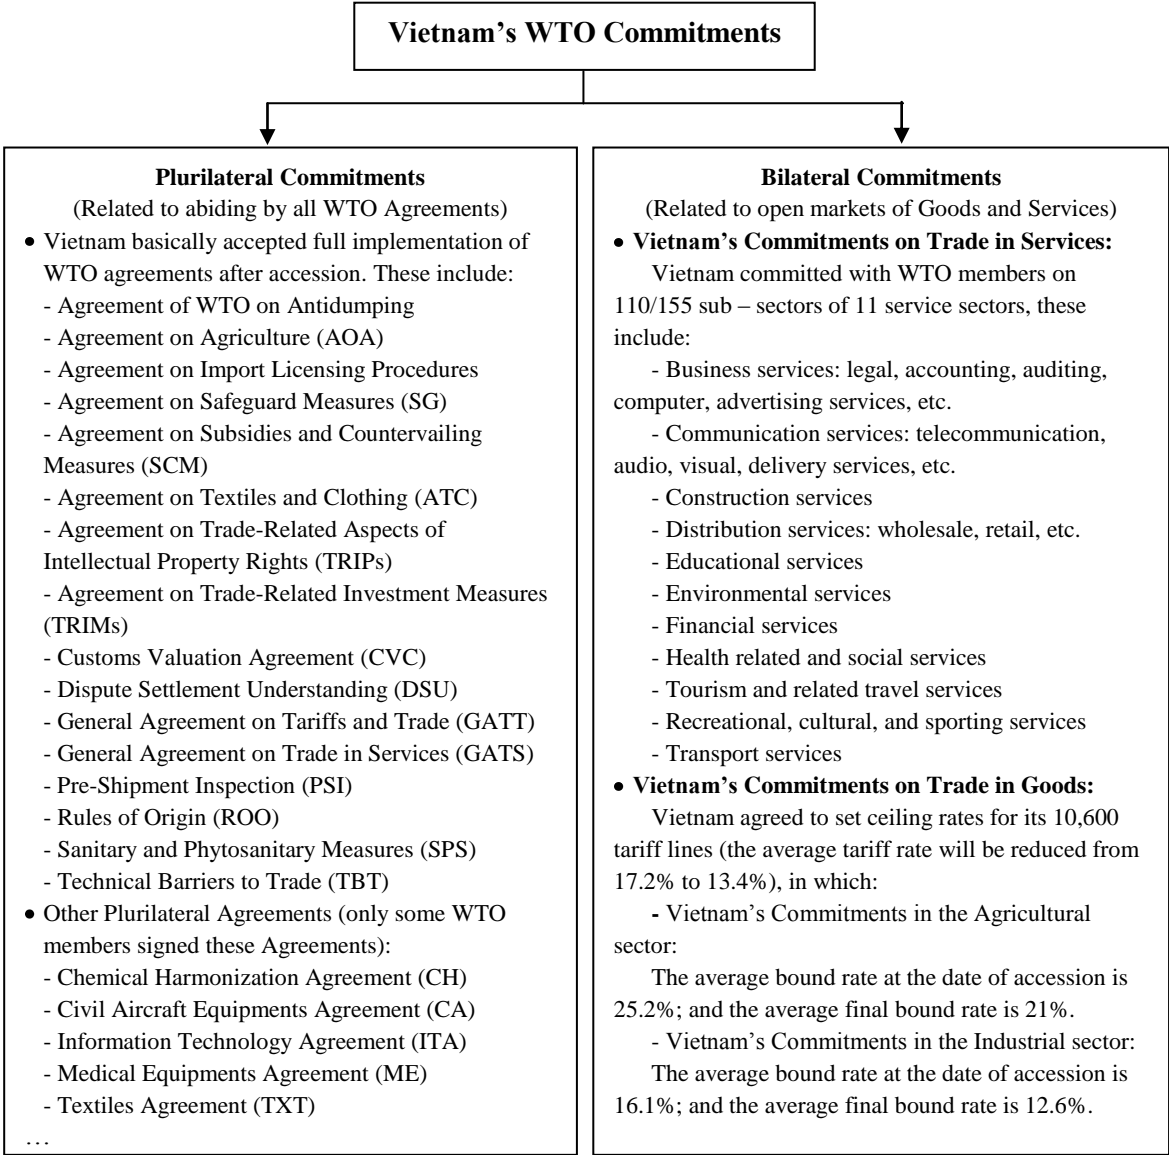 Vietnam's WTO Commitments
Plurilateral Commitments
(Related to abiding by all WTO Agreements)
• Vietnam basically accepted full implementation of
WTO agreements after accession. These include:
- Agreement of WTO on Antidumping
- Agreement on Agriculture (AOA)
- Agreement on Import Licensing Procedures
- Agreement on Safeguard Measures (SG)
- Agreement on Subsidies and Countervailing
Measures (SCM)
- Agreement on Textiles and Clothing (ATC)
- Agreement on Trade-Related Aspects of
Intellectual Property Rights (TRIPs)
- Agreement on Trade-Related Investment Measures
(TRIMs)
- Customs Valuation Agreement (CVC)
- Dispute Settlement Understanding (DSU)
- General Agreement on Tariffs and Trade (GATT)
- General Agreement on Trade in Services (GATS)
- Pre-Shipment Inspection (PSI)
- Rules of Origin (ROO)
- Sanitary and Phytosanitary Measures (SPS)
- Technical Barriers to Trade (TBT)
• Other Plurilateral Agreements (only some WTO
members signed these Agreements):
- Chemical Harmonization Agreement (CH)
- Civil Aircraft Equipments Agreement (CA)
- Information Technology Agreement (ITA)
- Medical Equipments Agreement (ME)
- Textiles Agreement (TXT)
…
Bilateral Commitments
(Related to open markets of Goods and Services)
• Vietnam's Commitments on Trade in Services:
Vietnam committed with WTO members on
110/155 sub – sectors of 11 service sectors, these
include:
- Business services: legal, accounting, auditing,
computer, advertising services, etc.
- Communication services: telecommunication,
audio, visual, delivery services, etc.
- Construction services
- Distribution services: wholesale, retail, etc.
- Educational services
- Environmental services
- Financial services
- Health related and social services
- Tourism and related travel services
- Recreational, cultural, and sporting services
- Transport services
• Vietnam's Commitments on Trade in Goods:
Vietnam agreed to set ceiling rates for its 10,600
tariff lines (the average tariff rate will be reduced from
17.2% to 13.4%), in which:
- Vietnam's Commitments in the Agricultural
sector:
The average bound rate at the date of accession is
25.2%; and the average final bound rate is 21%.
- Vietnam's Commitments in the Industrial sector:
The average bound rate at the date of accession is
16.1%; and the average final bound rate is 12.6%.